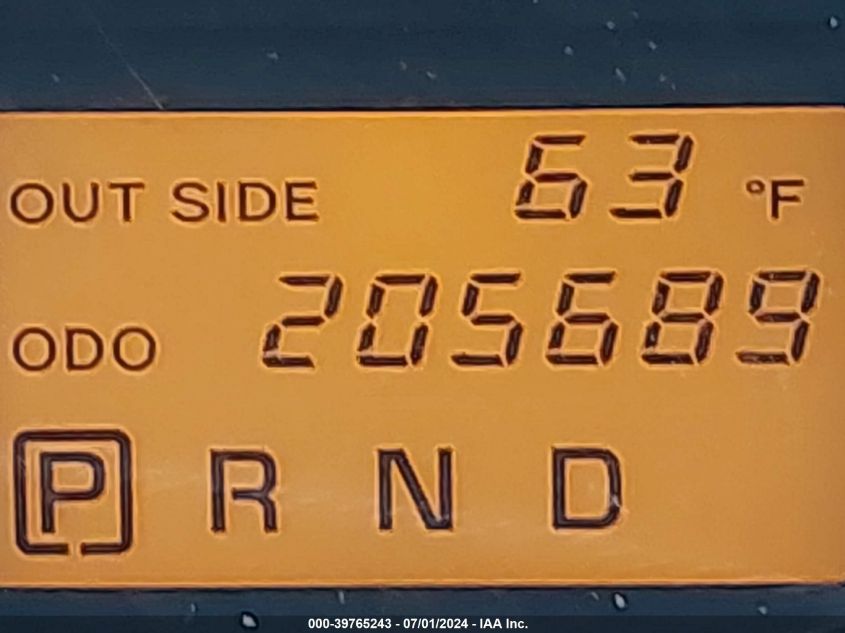 OUT SIDE 63 °F
ODO 205689
P R N D
000-39765243 - 07/01/2024 - IAA Inc.